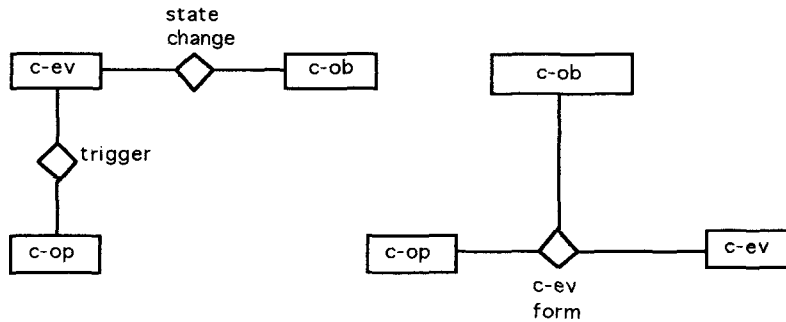 state
change
c-ev
c-ob
trigger
c-op
c-ob
c-op
c-ev
c-ev
form